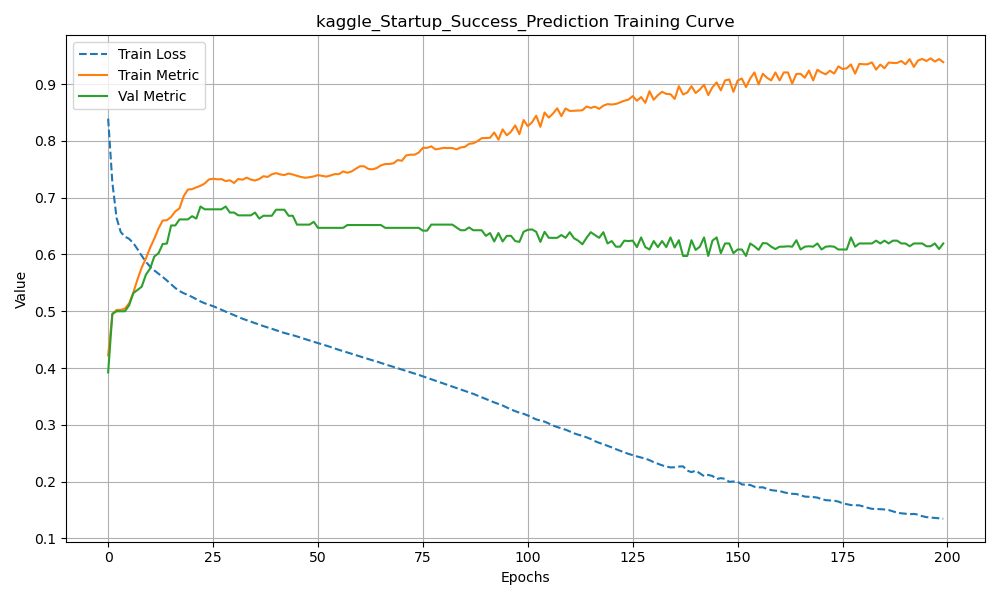 kaggle_Startup_Success_Prediction Training Curve
Train Loss
Train Metric
Val Metric
Value
0.9
0.8
0.7
0.6
0.5
0.4
0.3
0.2
0.1
0 25 50 75 100 125 150 175 200
Epochs